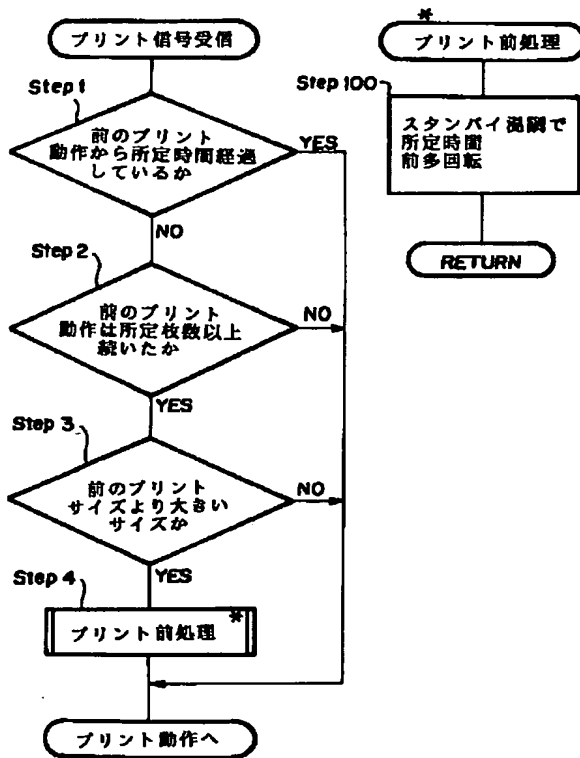 プリント信号受信
Step 1
前のプリント
動作から所定時間経過
しているか
YES
NO
Step 2
前のプリント
動作は所定枚数以上
続いたか
NO
YES
Step 3
前のプリント
サイズより大きい
サイズか
NO
YES
Step 4
プリント前処理
*
プリント動作へ
*
プリント前処理
Step 100
スタンバイ温調で
所定時間
前多回転
RETURN